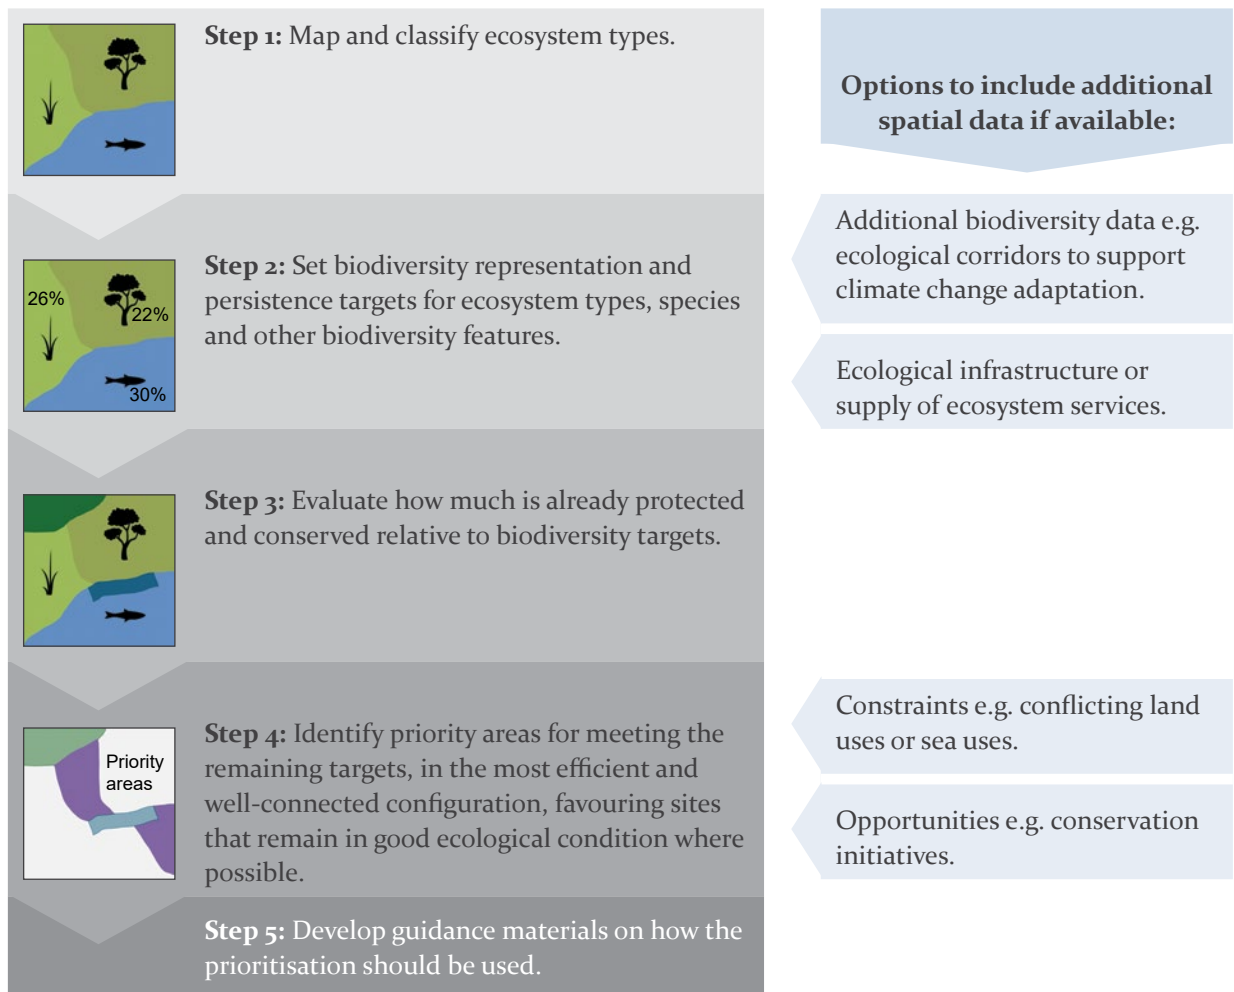 Step 1: Map and classify ecosystem types.
Options to include additional
spatial data if available:
Step 2: Set biodiversity representation and
persistence targets for ecosystem types, species
and other biodiversity features.
26%
22%
30%
Additional biodiversity data e.g.
ecological corridors to support
climate change adaptation.
Ecological infrastructure or
supply of ecosystem services.
Step 3: Evaluate how much is already protected
and conserved relative to biodiversity targets.
Step 4: Identify priority areas for meeting the
remaining targets, in the most efficient and
well-connected configuration, favouring sites
that remain in good ecological condition where
possible.
Priority
areas
Constraints e.g. conflicting land
uses or sea uses.
Opportunities e.g. conservation
initiatives.
Step 5: Develop guidance materials on how the
prioritisation should be used.